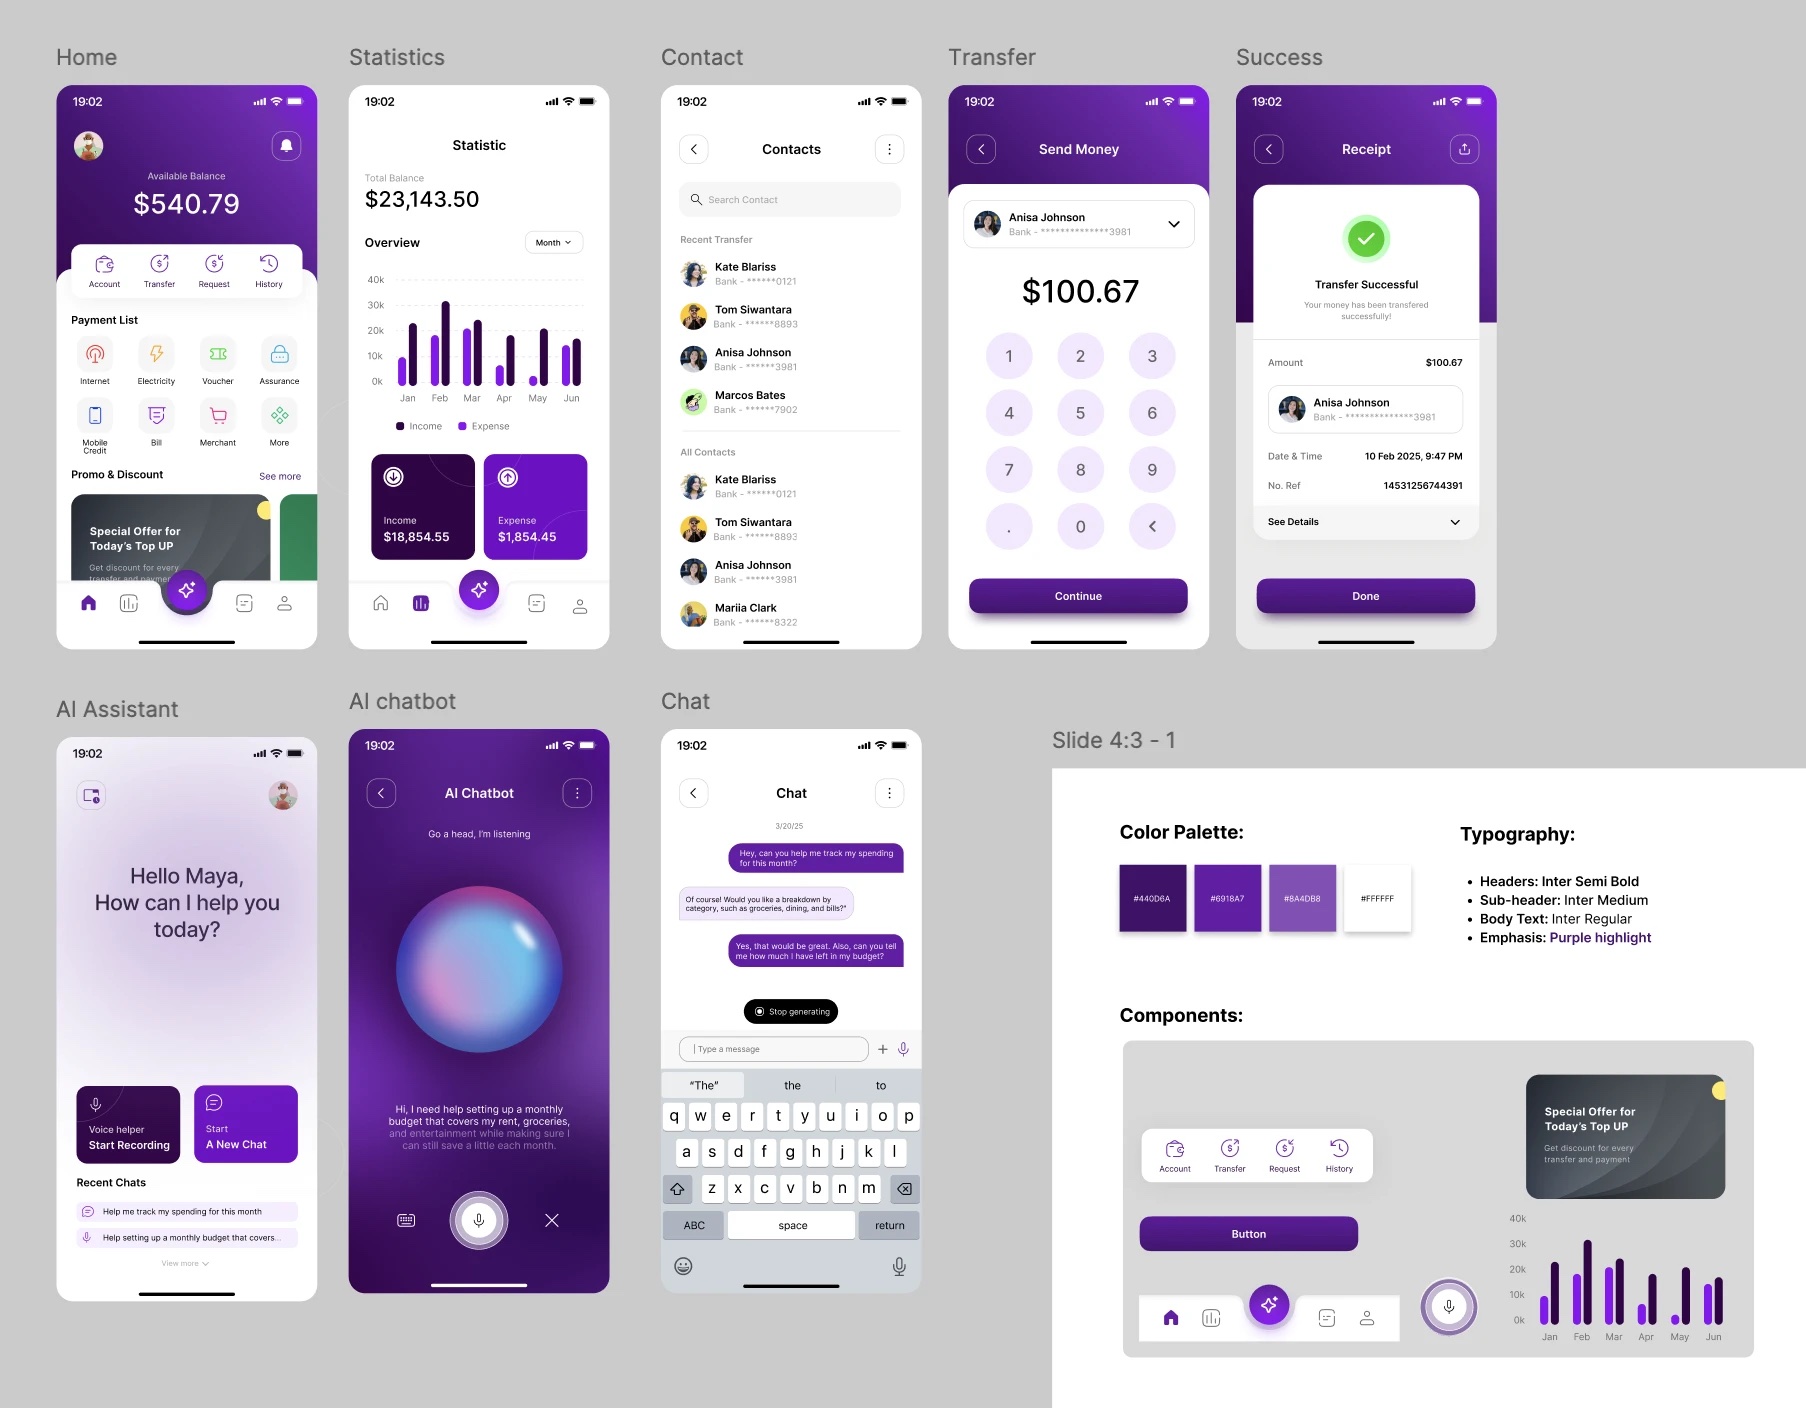 Home
19:02
Available Balance
$540.79
Account
Transfer
Request
History
Payment List
Internet
Electricity
Voucher
Assurance
Mobile
Credit
Bill
Merchant
More
Promo & Discount
See more
Special Offer for
Today's Top UP
Get discount for every
transfer and payment
Statistics
19:02
Statistic
Total Balance
$23,143.50
Overview
Month
40k
30k
20k
10k
0k
Jan
Feb
Mar
Apr
May
Jun
Income
Expense
Income
$18,854.55
Expense
$1,854.45
Contact
19:02
Contacts
Search Contact
Recent Transfer
Kate Blariss
Bank - ******0121
Tom Siwantara
Bank - ******8893
Anisa Johnson
Bank - ******3981
Marcos Bates
Bank - ******7902
All Contacts
Kate Blariss
Bank - ******0121
Tom Siwantara
Bank - ******8893
Anisa Johnson
Bank - ******3981
Mariia Clark
Bank - ******8322
Transfer
19:02
Send Money
Anisa Johnson
Bank - **************3981
$100.67
1
2
3
4
5
6
7
8
9
.
0
Continue
Success
19:02
Receipt
Transfer Successful
Your money has been transfered
successfully!
Amount
$100.67
Anisa Johnson
Bank - **************3981
Date & Time
10 Feb 2025, 9:47 PM
No. Ref
14531256744391
See Details
Done
AI Assistant
19:02
Hello Maya,
How can I help you
today?
Voice helper
Start Recording
Start
A New Chat
Recent Chats
Help me track my spending for this month
Help setting up a monthly budget that covers...
View more
AI chatbot
19:02
AI Chatbot
Go a head, I'm listening
Hi, I need help setting up a monthly
budget that covers my rent, groceries,
and entertainment while making sure I
can still save a little each month.
Chat
19:02
Chat
3/20/25
Hey, can you help me track my spending
for this month?
Of course! Would you like a breakdown by
category, such as groceries, dining, and bills?"
Yes, that would be great. Also, can you tell
me how much I have left in my budget?
Stop generating
Type a message
"The"
the
to
q w e r t y u i o p
a s d f g h j k l
z x c v b n m
ABC
space
return
Slide 4:3 - 1
Color Palette:
#440D6A
#6918A7
#8A4DB8
#FFFFFF
Typography:
• Headers: Inter Semi Bold
• Sub-header: Inter Medium
• Body Text: Inter Regular
• Emphasis: Purple highlight
Components:
Account
Transfer
Request
History
Button
Special Offer for
Today's Top UP
Get discount for every
transfer and payment
40k
30k
20k
10k
0k
Jan
Feb
Mar
Apr
May
Jun